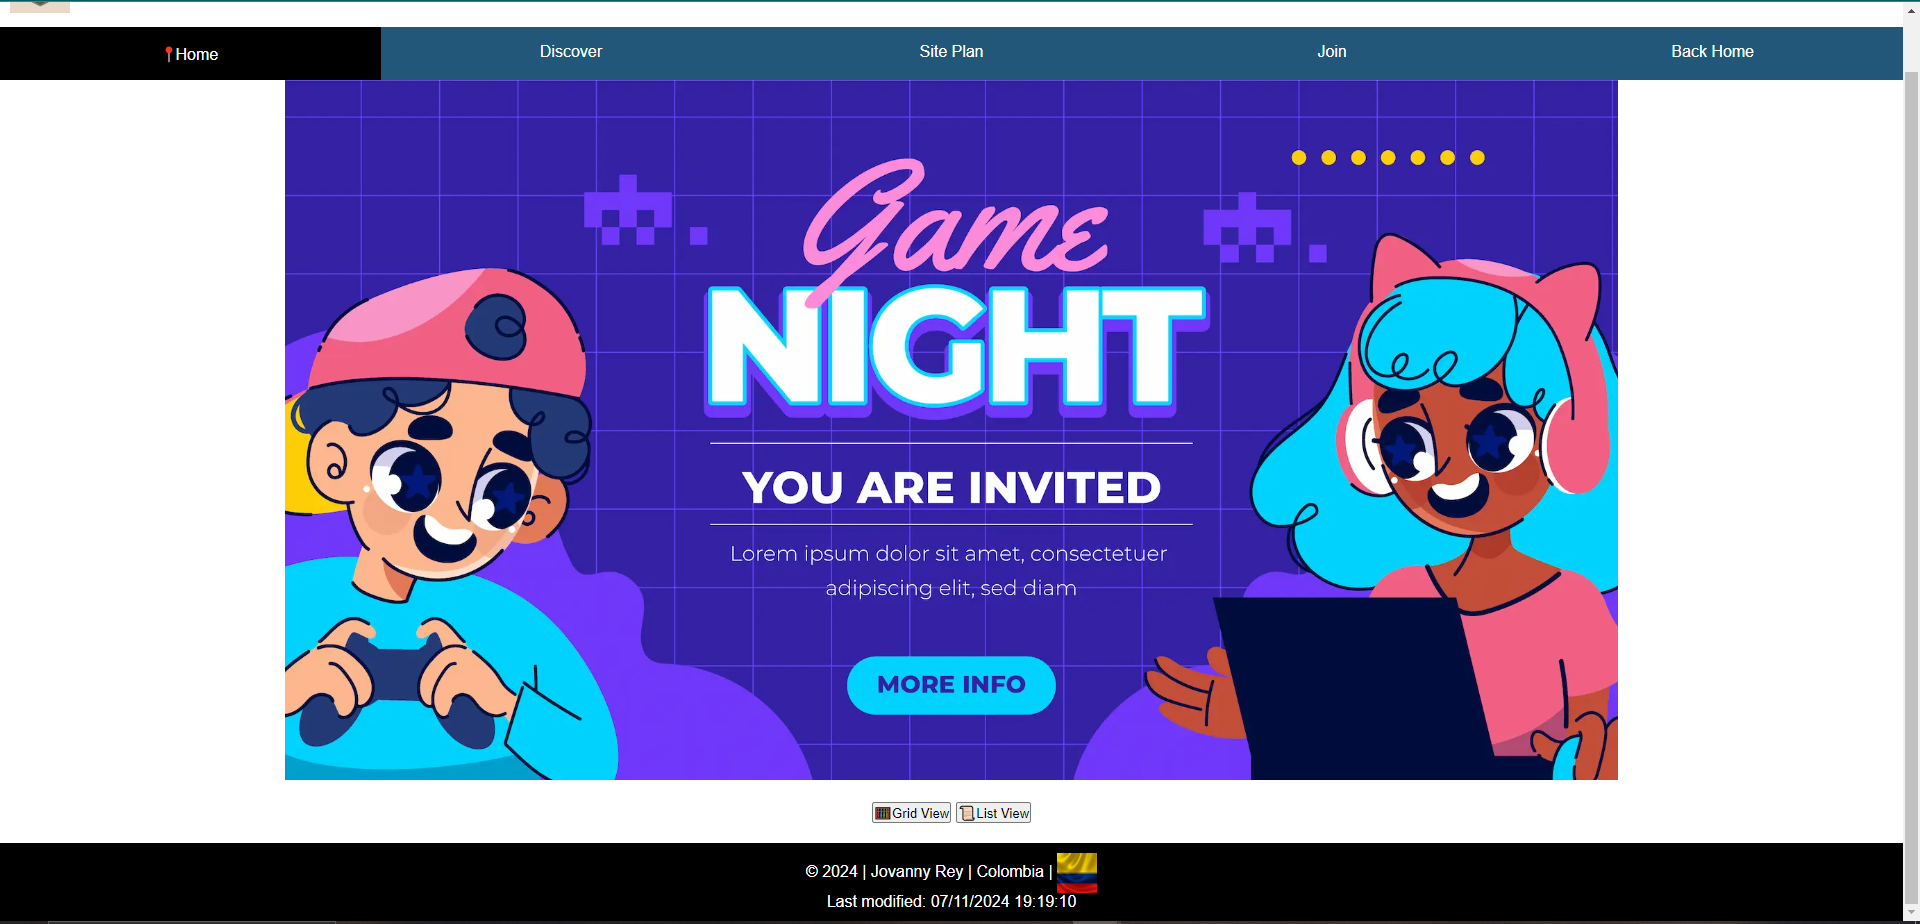 📍Home
Discover
Site Plan
Join
Back Home
Game
NIGHT
YOU ARE INVITED
Lorem ipsum dolor sit amet, consectetuer
adipiscing elit, sed diam
MORE INFO
Grid View
List View
© 2024 | Jovanny Rey | Colombia |
Last modified: 07/11/2024 19:19:10